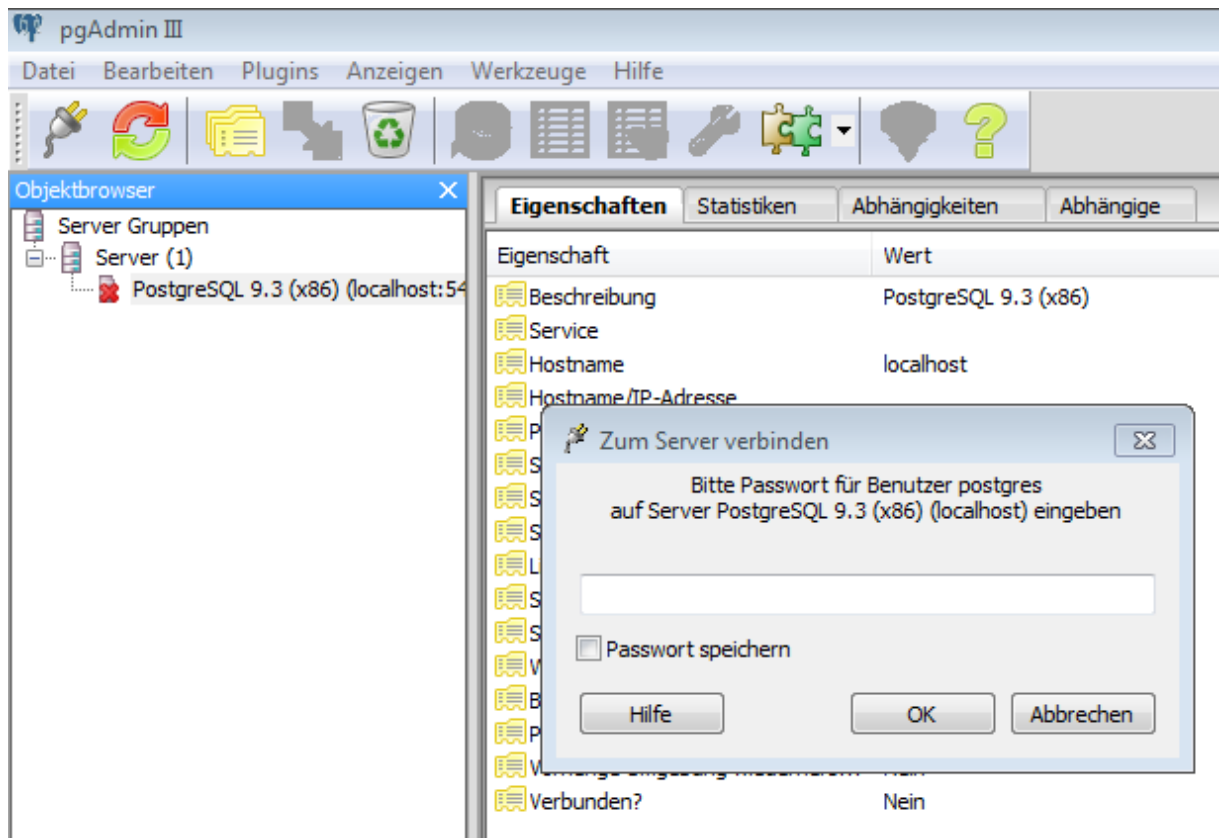 pgAdmin III
Datei Bearbeiten Plugins Anzeigen Werkzeuge Hilfe
Objektbrowser
Server Gruppen
Server (1)
PostgreSQL 9.3 (x86) (localhost:54
Eigenschaften Statistiken Abhängigkeiten Abhängige
Eigenschaft Wert
Beschreibung PostgreSQL 9.3 (x86)
Service
Hostname localhost
Hostname/IP-Adresse
Zum Server verbinden
Bitte Passwort für Benutzer postgres
auf Server PostgreSQL 9.3 (x86) (localhost) eingeben
Passwort speichern
Hilfe OK Abbrechen
Verbunden? Nein